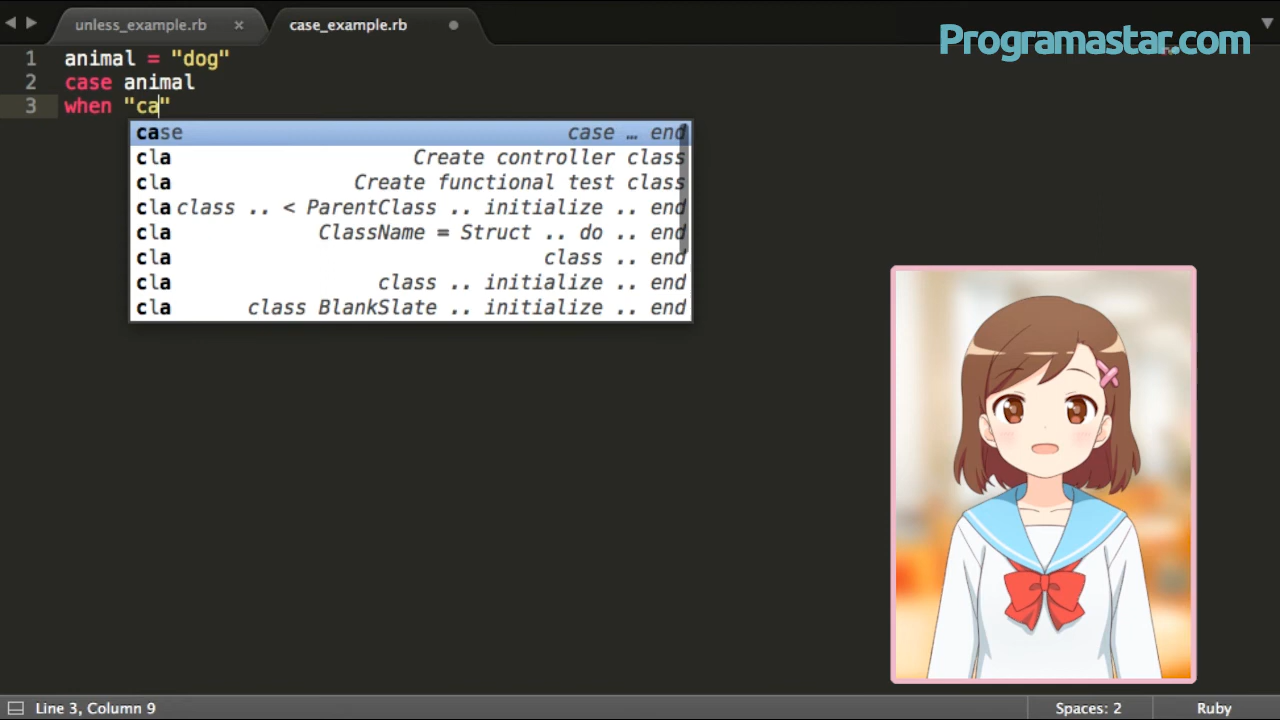 unless_example.rb ×
case_example.rb
Programastar.com
1 animal = "dog"
2 case animal
3 when "ca"
case case … end
cla Create controller class
cla Create functional test class
cla class .. < ParentClass .. initialize .. end
cla ClassName = Struct .. do .. end
cla class .. end
cla class .. initialize .. end
cla class BlankSlate .. initialize .. end
Line 3, Column 9
Spaces: 2
Ruby